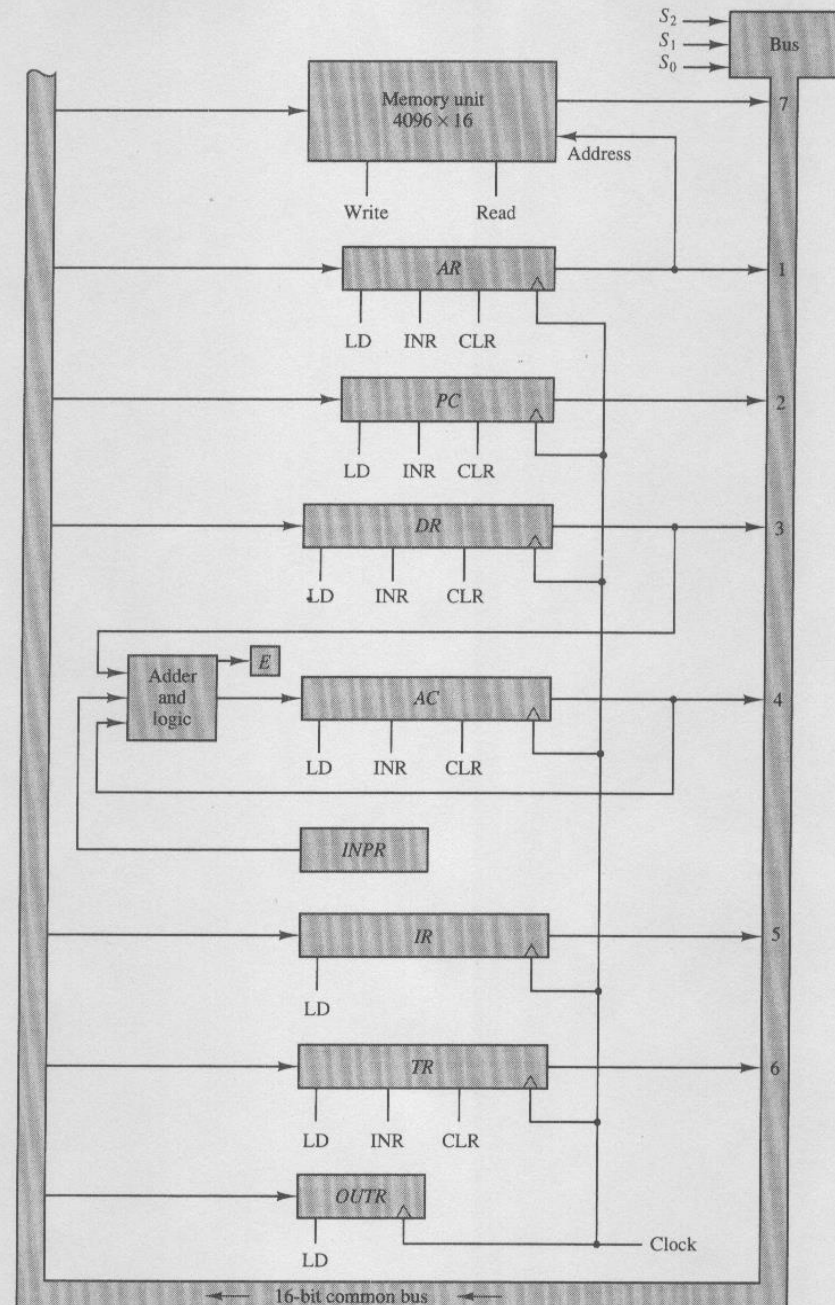 S₂
S₁
S₀
Bus
Memory unit
4096 × 16
7
Address
Write Read
AR
1
LD INR CLR
PC
2
LD INR CLR
DR
3
LD INR CLR
E
Adder
and
logic
AC
4
LD INR CLR
INPR
IR
5
LD
TR
6
LD INR CLR
OUTR
LD
Clock
16-bit common bus